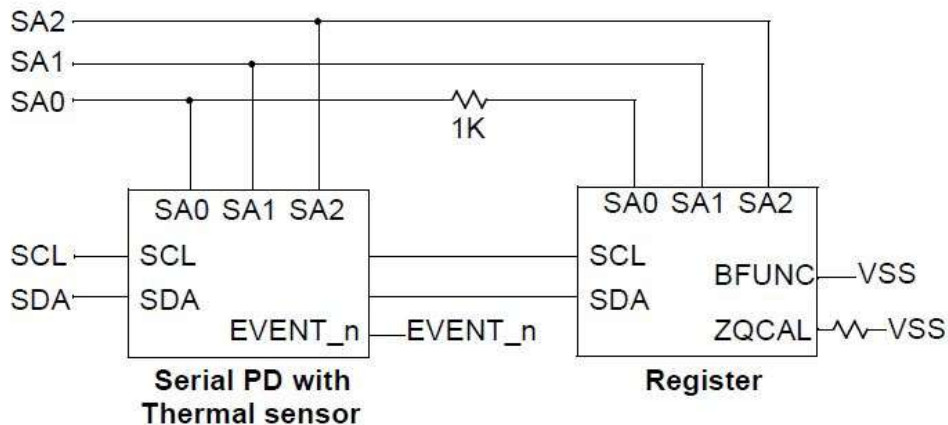 SA2
SA1
SA0
1K
SA0 SA1 SA2
SA0 SA1 SA2
SCL
SCL
SCL
BFUNC
VSS
SDA
SDA
SDA
EVENT_n
EVENT_n
ZQCAL
VSS
Serial PD with
Thermal sensor
Register